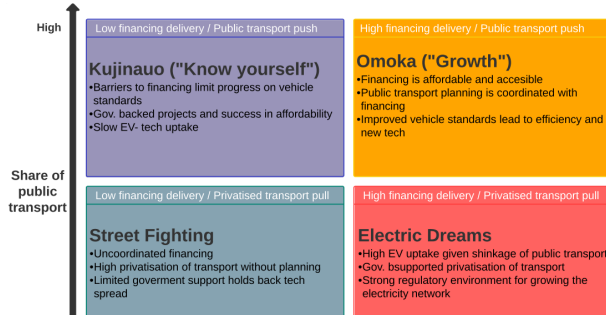 High
Low financing delivery / Public transport push
Kujinauo ("Know yourself")
•Barriers to financing limit progress on vehicle
standards
•Gov. backed projects and success in affordability
•Slow EV- tech uptake
High financing delivery / Public transport push
Omoka ("Growth")
•Financing is affordable and accesible
•Public transport planning is coordinated with
financing
•Improved vehicle standards lead to efficiency and
new tech
Share of
public
transport
Low financing delivery / Privatised transport pull
Street Fighting
•Uncoordinated financing
•High privatisation of transport without planning
•Limited goverment support holds back tech
spread
High financing delivery / Privatised transport pull
Electric Dreams
•High EV uptake given shinkage of public transport
•Gov. bsupported privatisation of transport
•Strong regulatory environment for growing the
electricity network